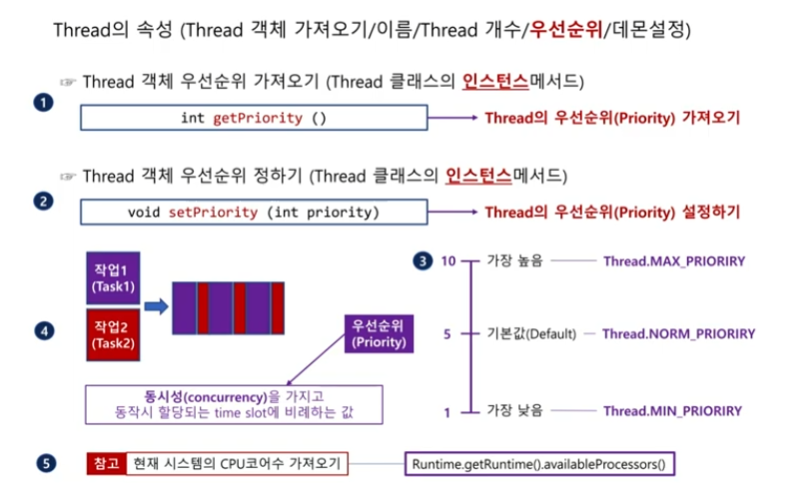 Thread의 속성 (Thread 객체 가져오기/이름/Thread 개수/우선순위/데몬설정)
☞ Thread 객체 우선순위 가져오기 (Thread 클래스의 인스턴스메서드)
1
int getPriority ()
Thread의 우선순위(Priority) 가져오기
☞ Thread 객체 우선순위 정하기 (Thread 클래스의 인스턴스메서드)
2
void setPriority (int priority)
Thread의 우선순위(Priority) 설정하기
3
10 가장 높음 Thread.MAX_PRIORIRY
5 기본값(Default) Thread.NORM_PRIORIRY
1 가장 낮음 Thread.MIN_PRIORIRY
4
작업1
(Task1)
작업2
(Task2)
우선순위
(Priority)
동시성(concurrency)을 가지고
동작시 할당되는 time slot에 비례하는 값
5
참고 현재 시스템의 CPU코어수 가져오기
Runtime.getRuntime().availableProcessors()